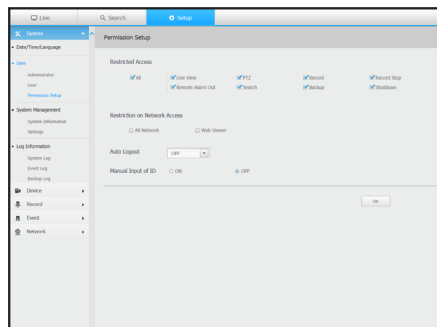 Live
Search
Setup
System
Permission Setup
Date/Time/Language
User
Administrator
User
Permission Setup
System Management
System Information
Settings
Log Information
System Log
Event Log
Backup Log
Device
Record
Event
Network
Restricted Access
All
Live View
PTZ
Record
Record Stop
Remote Alarm Out
Search
Backup
Shutdown
Restriction on Network Access
All Network
Web Viewer
Auto Logout
OFF
Manual Input of ID
ON
OFF
OK